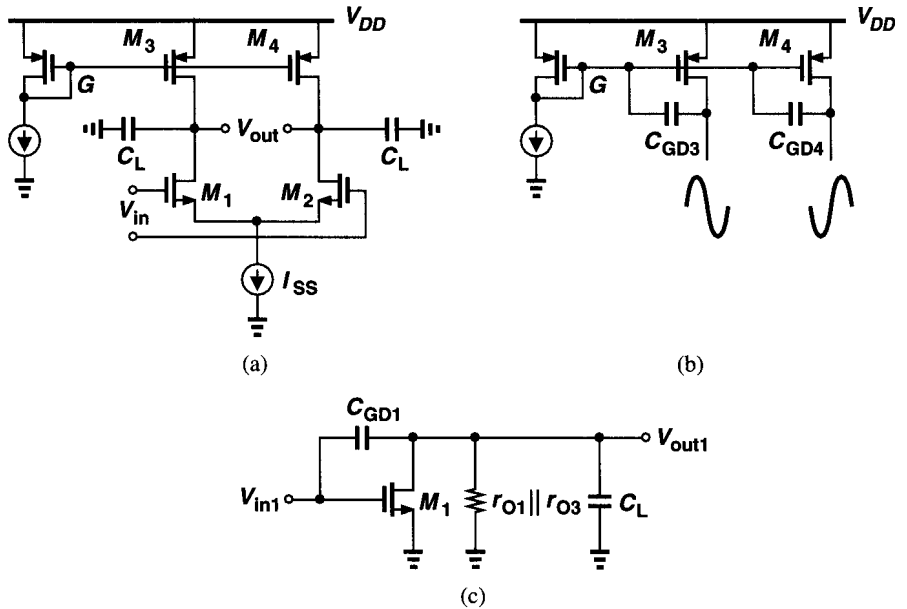 V_DD
M_3
M_4
G
V_out
C_L
C_L
M_1
M_2
V_in
I_SS
(a)
V_DD
M_3
M_4
G
C_GD3
C_GD4
(b)
C_GD1
V_in1
M_1
r_O1 || r_O3
C_L
V_out1
(c)